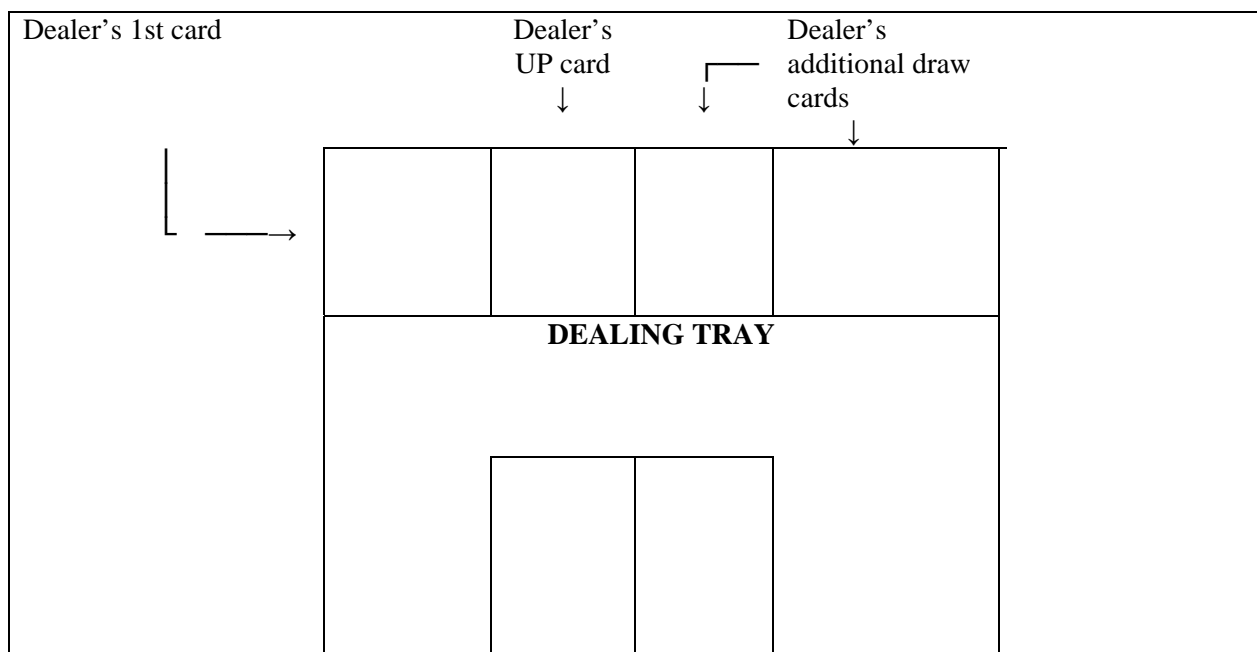 Dealer’s 1st card
Dealer’s
UP card
↓
Dealer’s
additional draw
cards
↓
↓
→
DEALING TRAY